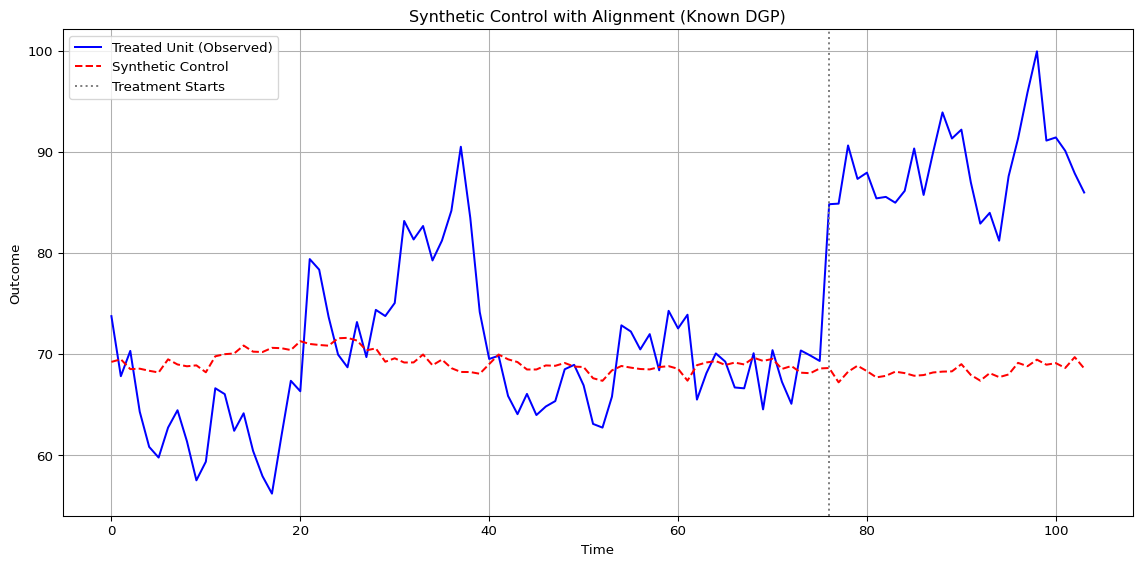 Synthetic Control with Alignment (Known DGP)
Treated Unit (Observed)
Synthetic Control
Treatment Starts
Outcome
100
90
80
70
60
0 20 40 60 80 100
Time